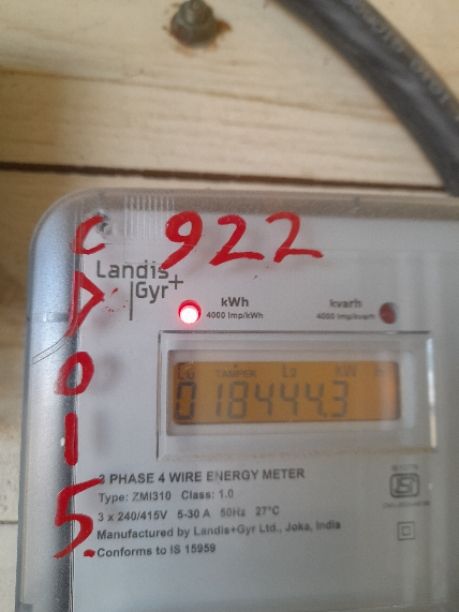 922
C
D
0
1
5.
Landis
Gyr+
kWh
4000 Imp/kWh
kvarh
4000 Imp/kvarh
TAMPER
kW
018444.3
3 PHASE 4 WIRE ENERGY METER
Type: ZMI310 Class: 1.0
3 x 240/415V 5-30 A 50Hz 27°C
Manufactured by Landis+Gyr Ltd., Joka, India
Conforms to IS 15959